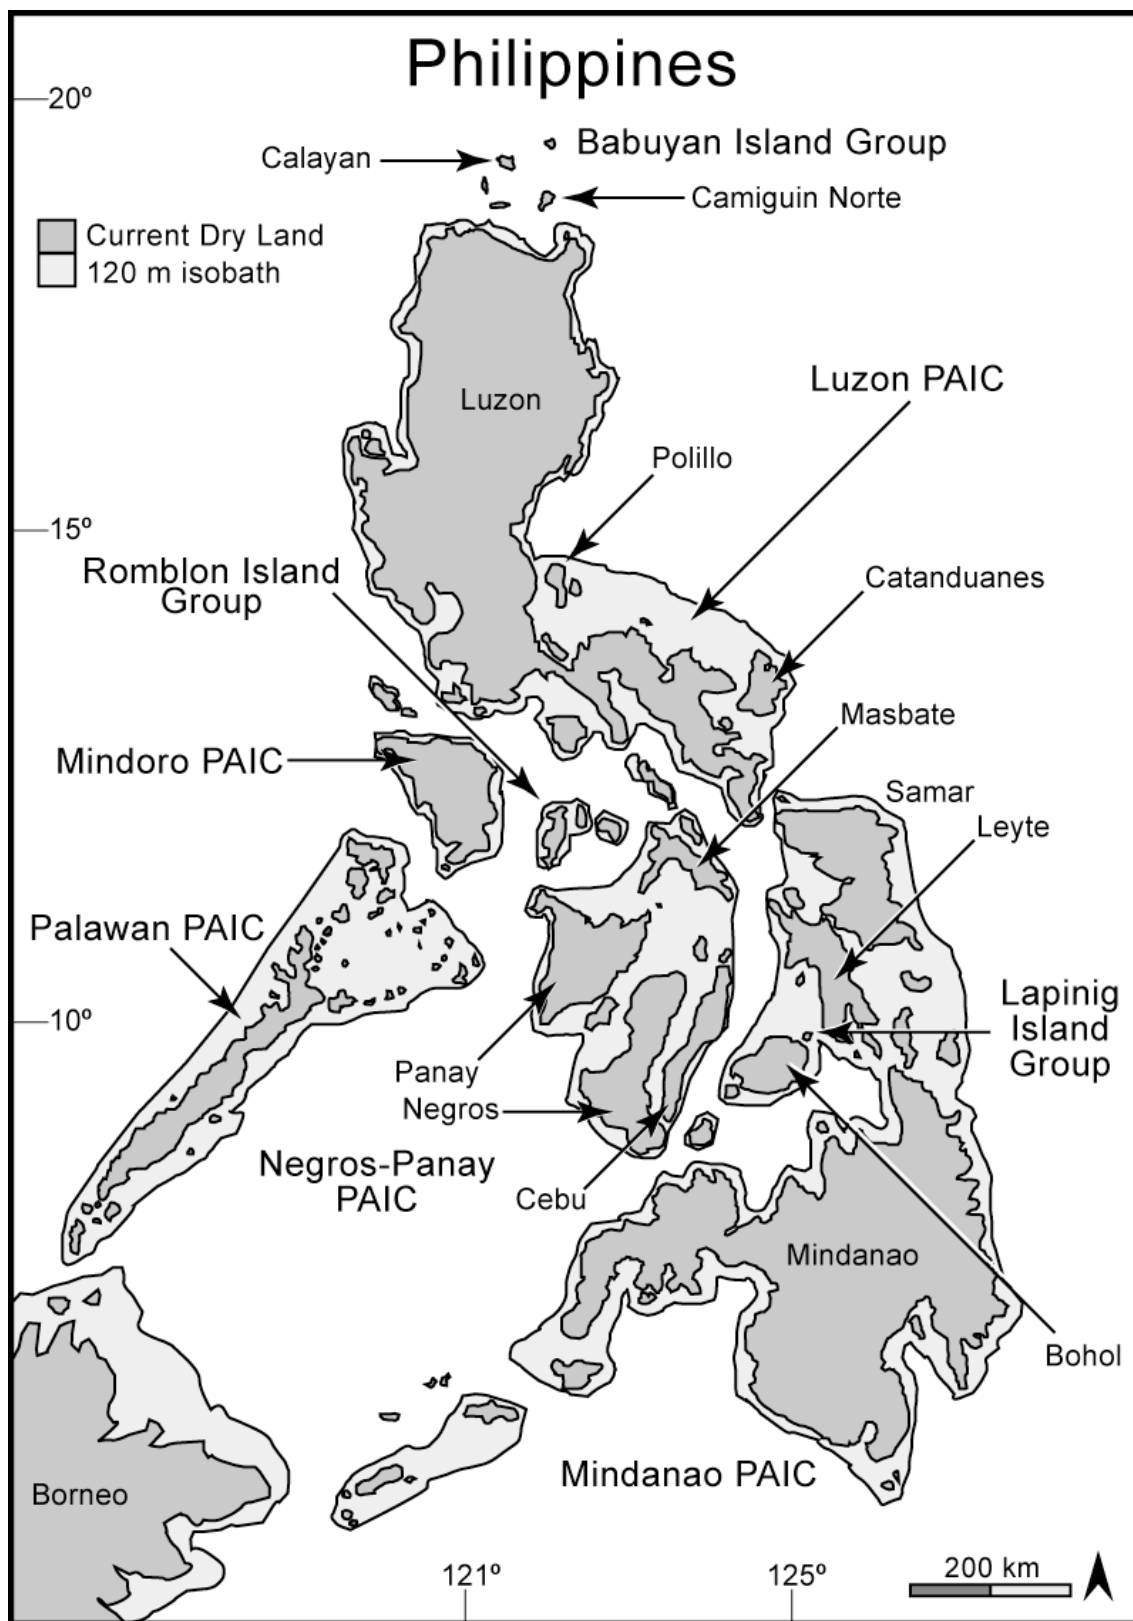 Philippines
20º
Babuyan Island Group
Calayan
Camiguin Norte
Current Dry Land
120 m isobath
Luzon PAIC
Luzon
Polillo
15º
Romblon Island
Group
Catanduanes
Masbate
Mindoro PAIC
Samar
Leyte
Palawan PAIC
Lapinig
Island
Group
10º
Panay
Negros
Negros-Panay
PAIC
Cebu
Mindanao
Bohol
Mindanao PAIC
Borneo
121º
125º
200 km